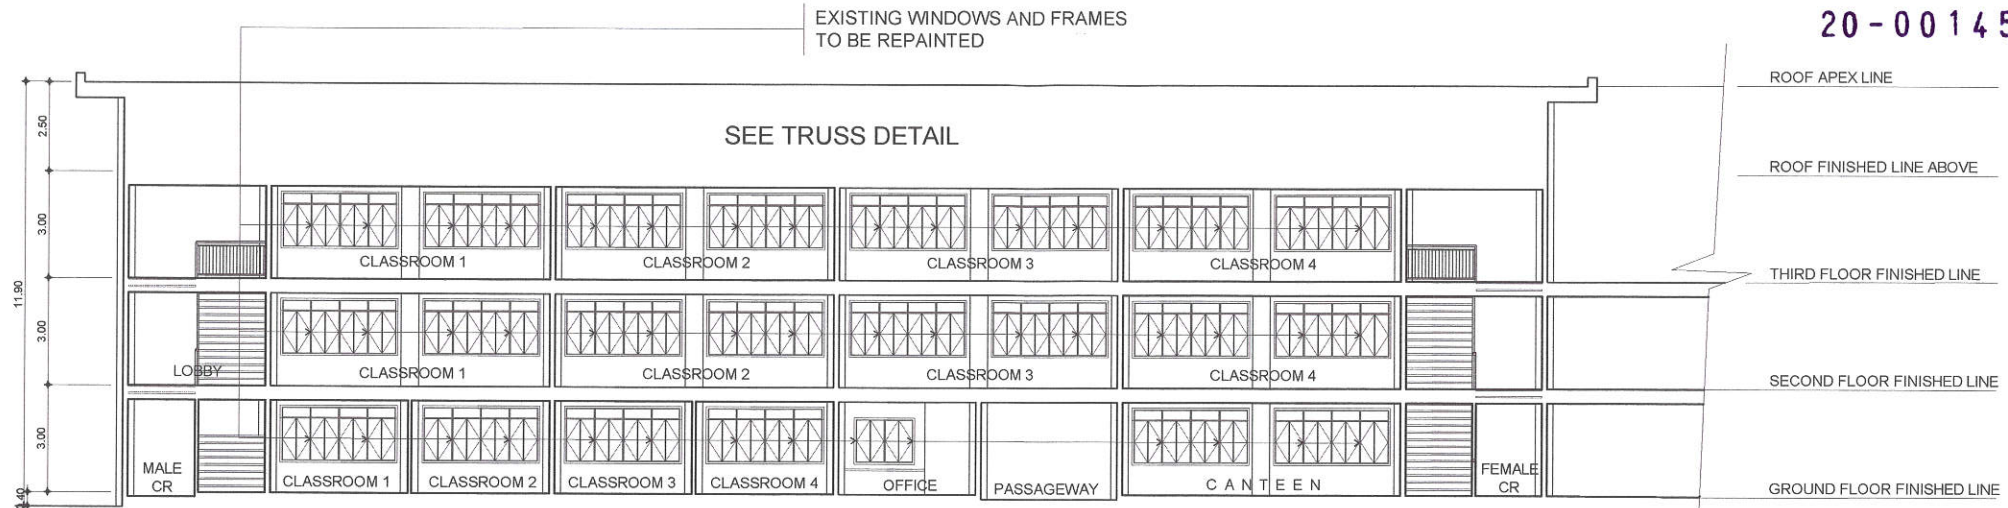 EXISTING WINDOWS AND FRAMES
TO BE REPAINTED
20-00145
ROOF APEX LINE
2.50
SEE TRUSS DETAIL
ROOF FINISHED LINE ABOVE
3.00
CLASSROOM 1
CLASSROOM 2
CLASSROOM 3
CLASSROOM 4
THIRD FLOOR FINISHED LINE
11.90
3.00
LOBBY
CLASSROOM 1
CLASSROOM 2
CLASSROOM 3
CLASSROOM 4
SECOND FLOOR FINISHED LINE
3.00
MALE
CR
CLASSROOM 1
CLASSROOM 2
CLASSROOM 3
CLASSROOM 4
OFFICE
PASSAGEWAY
CANTEEN
FEMALE
CR
GROUND FLOOR FINISHED LINE
.40